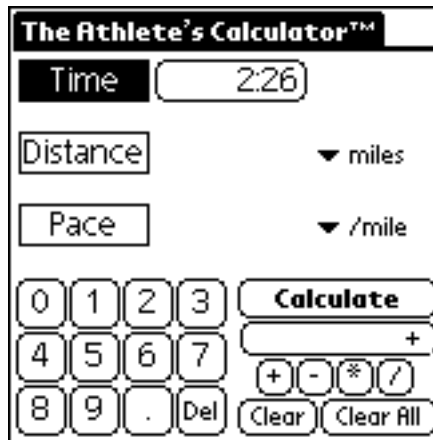 The Athlete's Calculator™
Time 2:26
Distance miles
Pace /mile
0 1 2 3 Calculate
+
4 5 6 7
+ - * /
8 9 . Del Clear Clear All